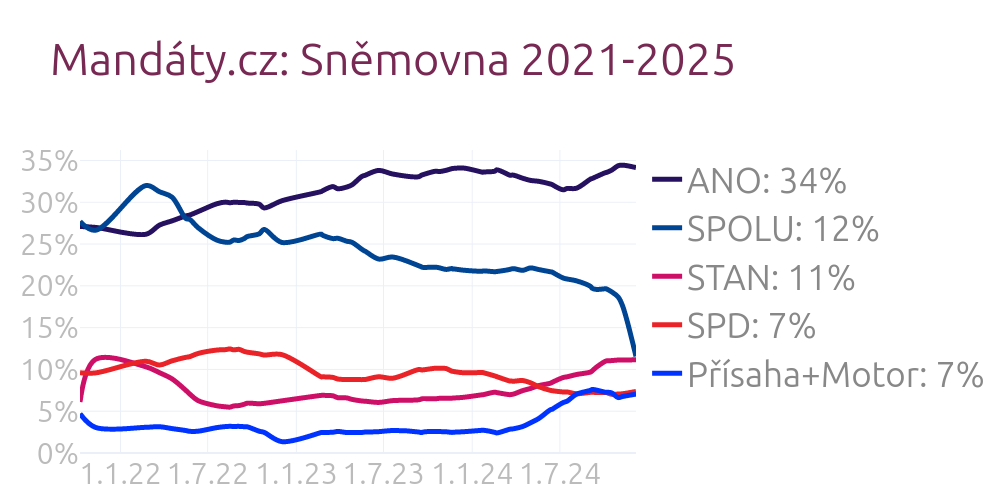 Mandáty.cz: Sněmovna 2021-2025
35%
30%
25%
20%
15%
10%
5%
0%
1.1.22 1.7.22 1.1.23 1.7.23 1.1.24 1.7.24
ANO: 34%
SPOLU: 12%
STAN: 11%
SPD: 7%
Přísaha+Motor: 7%